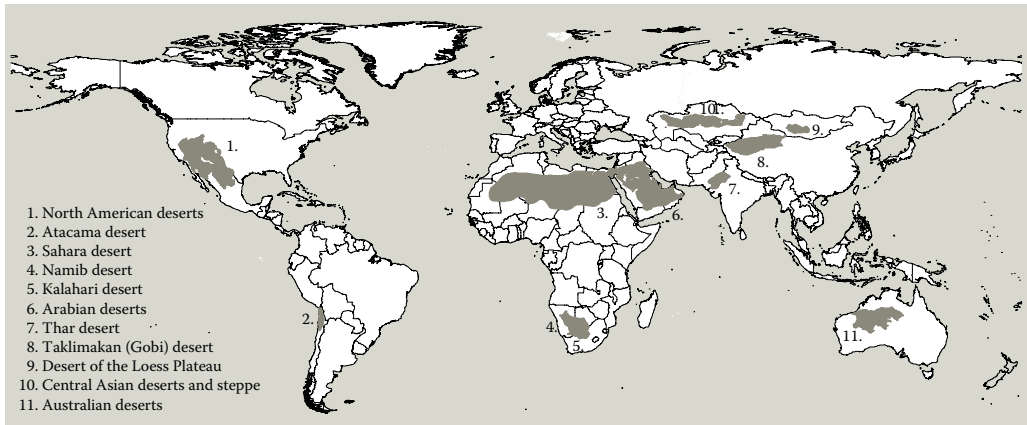 10.
9.
1.
8.
7.
3.
6.
1. North American deserts
2. Atacama desert
3. Sahara desert
4. Namib desert
5. Kalahari desert
6. Arabian deserts
7. Thar desert
8. Taklimakan (Gobi) desert
9. Desert of the Loess Plateau
10. Central Asian deserts and steppe
11. Australian deserts
2.
4.
5.
11.